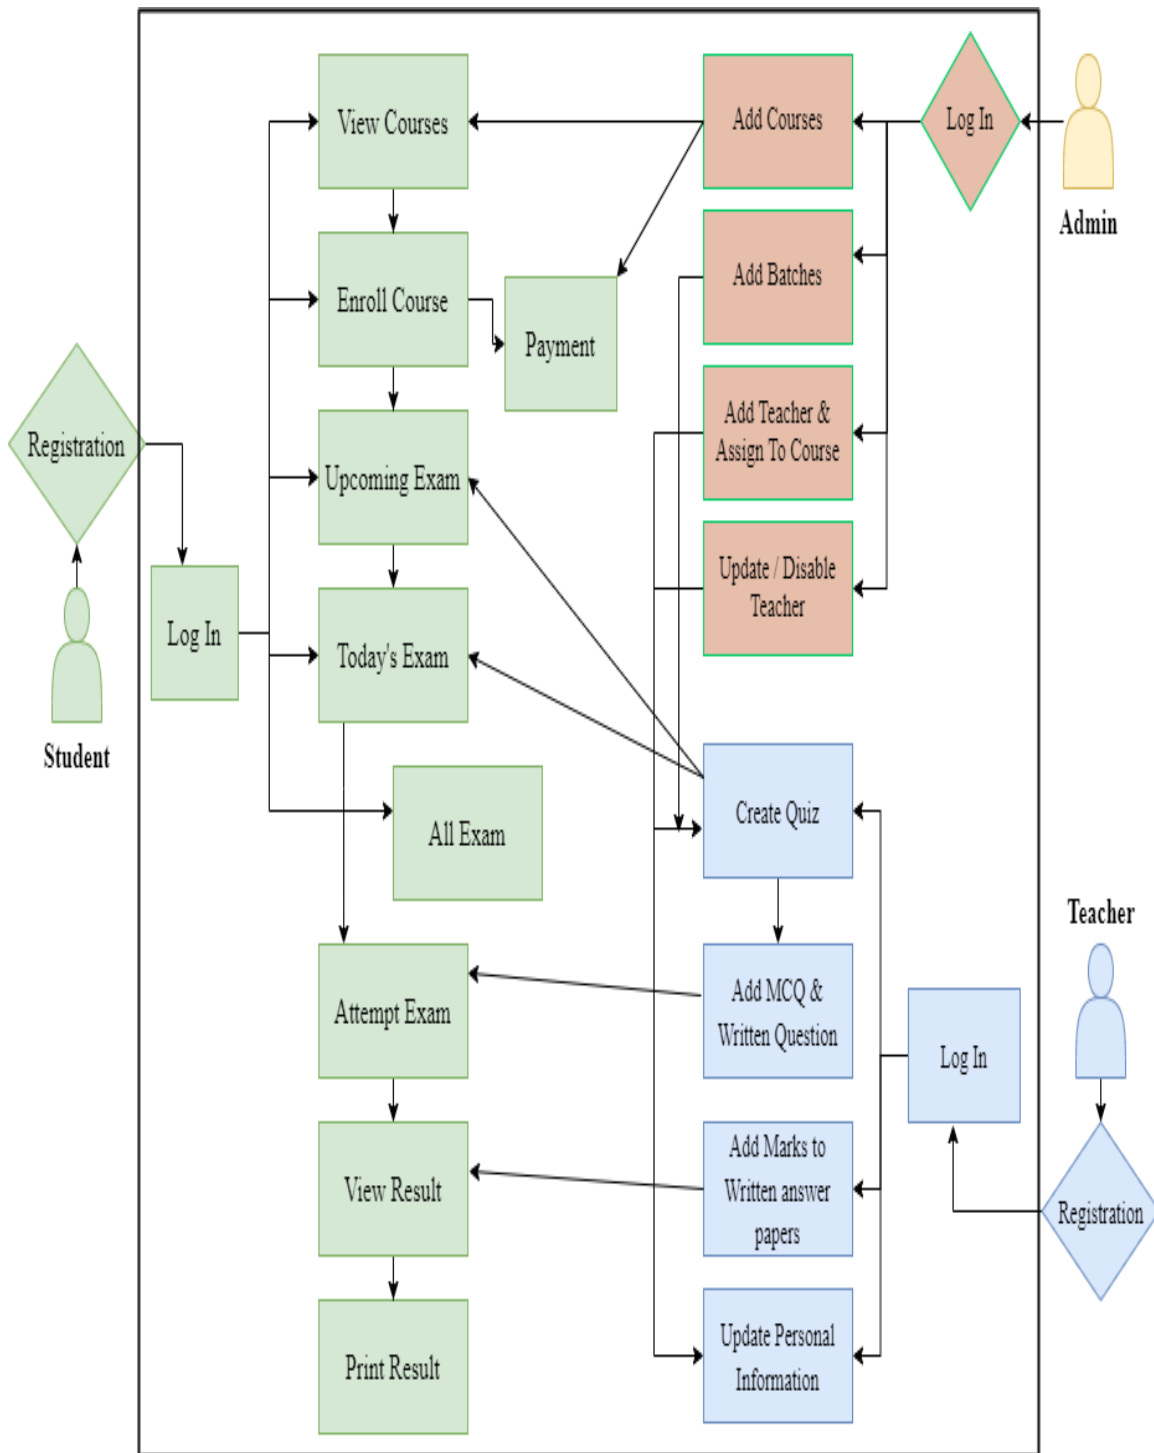 View Courses
Add Courses
Log In
Admin
Add Batches
Enroll Course
Payment
Registration
Add Teacher &
Assign To Course
Upcoming Exam
Update / Disable
Teacher
Log In
Today's Exam
Student
All Exam
Create Quiz
Teacher
Attempt Exam
Add MCQ &
Written Question
Log In
View Result
Add Marks to
Written answer
papers
Registration
Print Result
Update Personal
Information